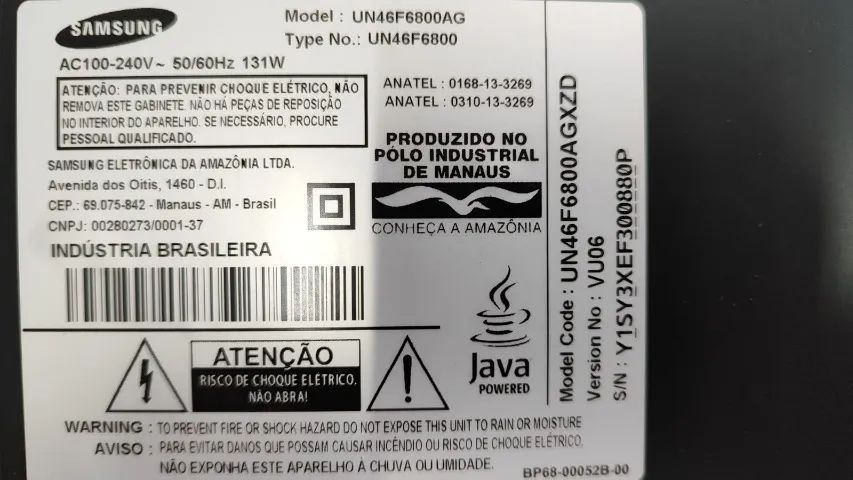 SAMSUNG
Model : UN46F6800AG
Type No.: UN46F6800
AC100-240V~ 50/60Hz 131W
ATENÇÃO: PARA PREVENIR CHOQUE ELÉTRICO, NÃO
REMOVA ESTE GABINETE. NÃO HÁ PEÇAS DE REPOSIÇÃO
NO INTERIOR DO APARELHO. SE NECESSÁRIO, PROCURE
PESSOAL QUALIFICADO.
SAMSUNG ELETRÔNICA DA AMAZÔNIA LTDA.
Avenida dos Oitis, 1460 - D.I.
CEP.: 69.075-842 - Manaus - AM - Brasil
CNPJ: 00280273/0001-37
INDÚSTRIA BRASILEIRA
ANATEL : 0168-13-3269
ANATEL : 0310-13-3269
PRODUZIDO NO
PÓLO INDUSTRIAL
DE MANAUS
CONHEÇA A AMAZÔNIA
Java
POWERED
ATENÇÃO
RISCO DE CHOQUE ELÉTRICO.
NÃO ABRA!
WARNING : TO PREVENT FIRE OR SHOCK HAZARD DO NOT EXPOSE THIS UNIT TO RAIN OR MOISTURE
AVISO : PARA EVITAR DANOS QUE POSSAM CAUSAR INCÊNDIO OU RISCO DE CHOQUE ELÉTRICO,
NÃO EXPONHA ESTE APARELHO À CHUVA OU UMIDADE.
BP68-00052B-00
Model Code : UN46F6800AGXZD
Version No : VU06
S/N : Y1SY3XEF300880P